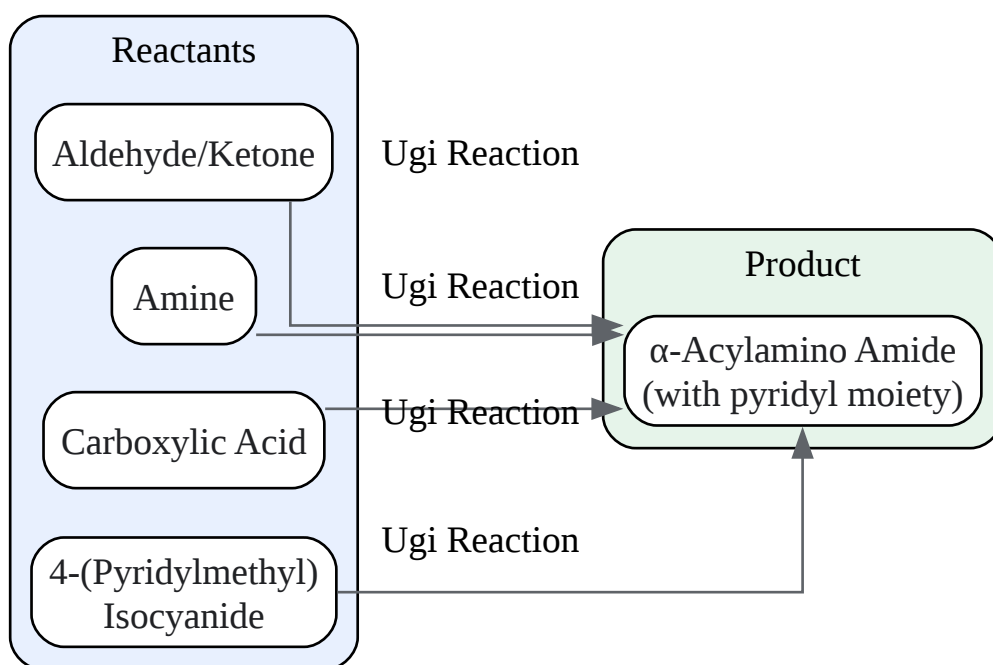 Reactants
Aldehyde/Ketone
Ugi Reaction
Amine
Ugi Reaction
Carboxylic Acid
Ugi Reaction
4-(Pyridylmethyl)
Isocyanide
Ugi Reaction
Product
α-Acylamino Amide
(with pyridyl moiety)